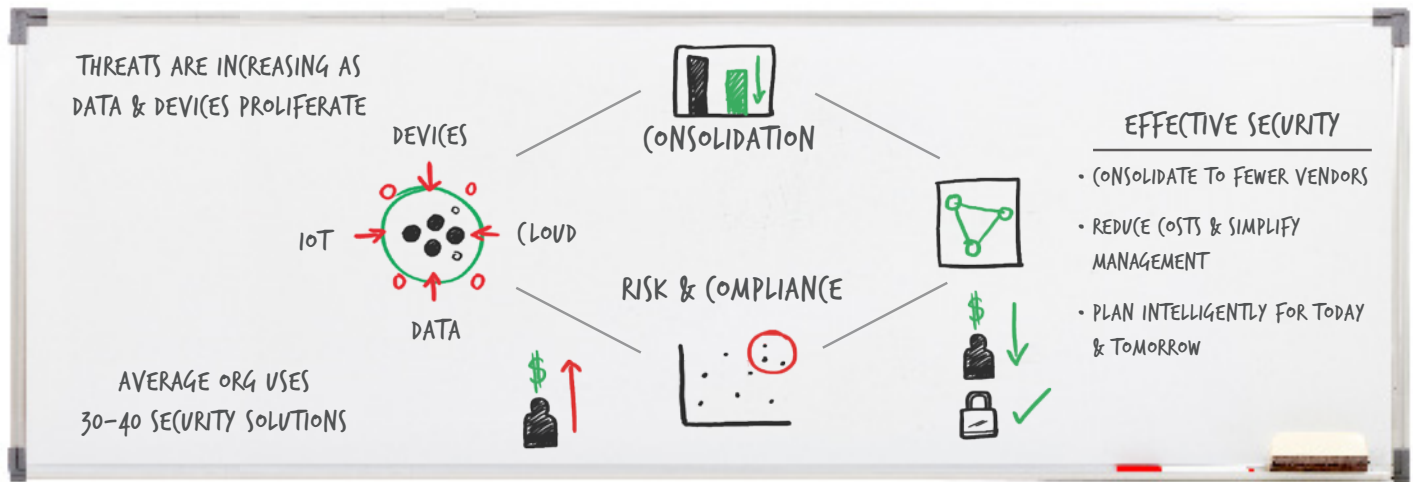 THREATS ARE INCREASING AS
DATA & DEVICES PROLIFERATE
DEVICES
IOT
CLOUD
DATA
AVERAGE ORG USES
30-40 SECURITY SOLUTIONS
CONSOLIDATION
RISK & COMPLIANCE
$
$
EFFECTIVE SECURITY
• CONSOLIDATE TO FEWER VENDORS
• REDUCE COSTS & SIMPLIFY
MANAGEMENT
• PLAN INTELLIGENTLY FOR TODAY
& TOMORROW